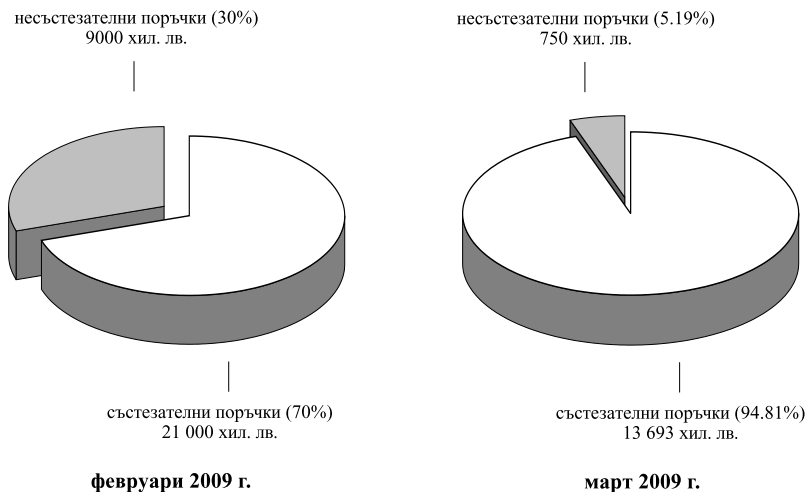 несъстезателни поръчки (30%)
9000 хил. лв.
състезателни поръчки (70%)
21 000 хил. лв.
февруари 2009 г.
несъстезателни поръчки (5.19%)
750 хил. лв.
състезателни поръчки (94.81%)
13 693 хил. лв.
март 2009 г.